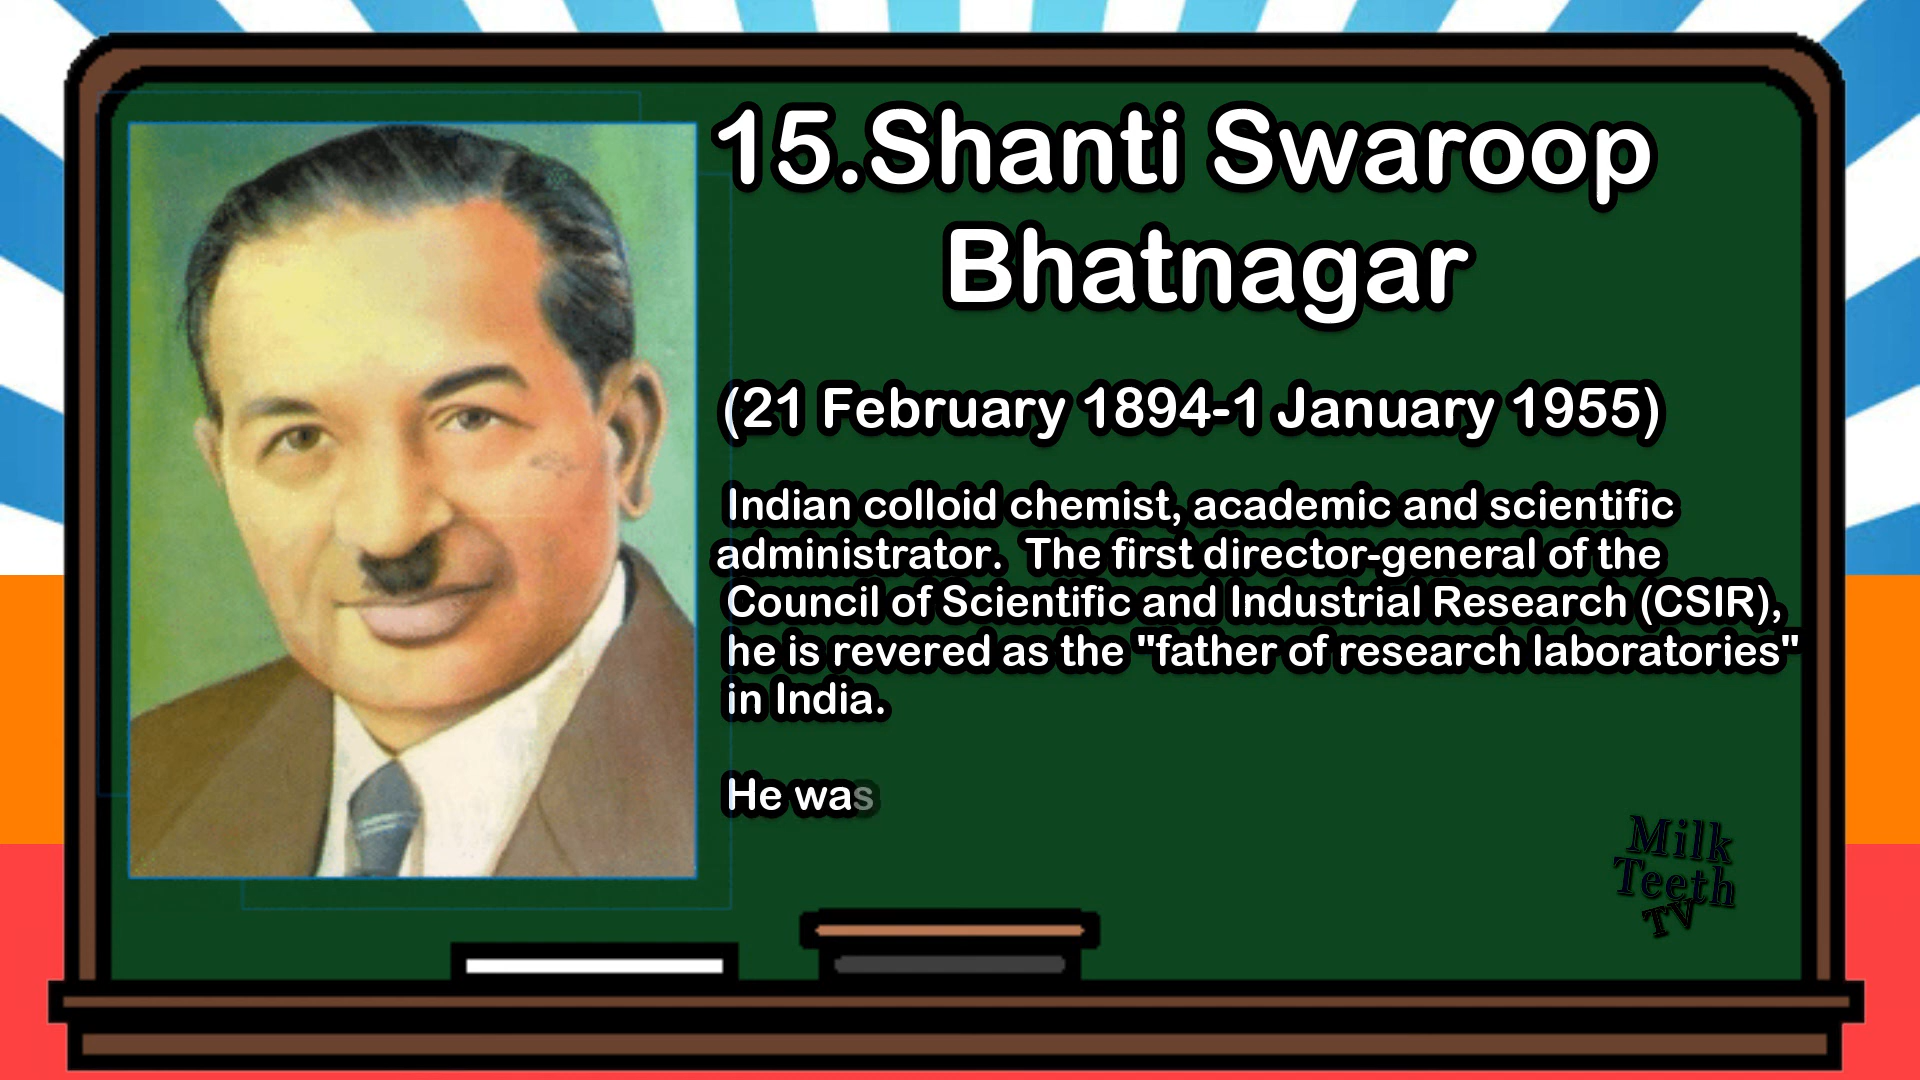 15.Shanti Swaroop
Bhatnagar
(21 February 1894-1 January 1955)
Indian colloid chemist, academic and scientific
administrator.  The first director-general of the
Council of Scientific and Industrial Research (CSIR),
he is revered as the "father of research laboratories"
in India.
He was
Milk
Teeth
TV